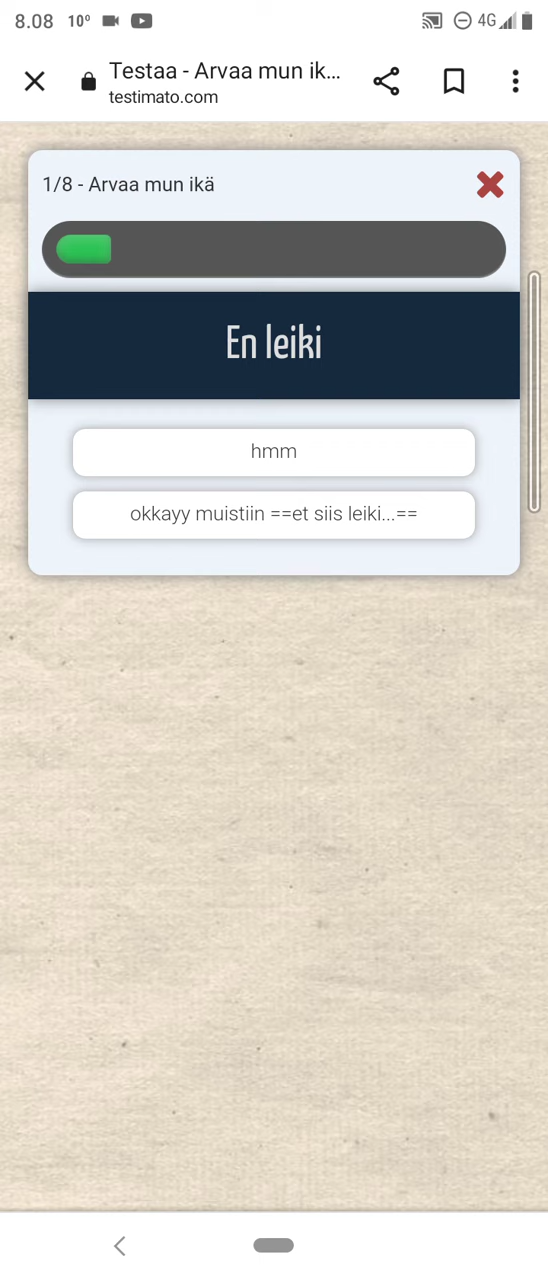 8.08 10° 4G
Testaa - Arvaa mun ik...
testimato.com
1/8 - Arvaa mun ikä
En leiki
hmm
okkayy muistiin ==et siis leiki...==